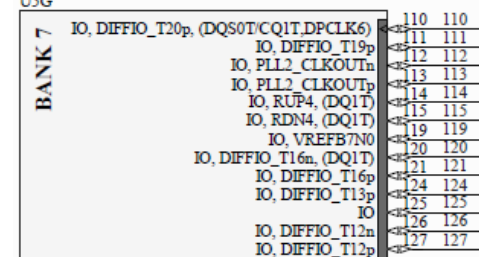 U5G
BANK 7
IO, DIFFIO_T20p, (DQS0T/CQ1T,DPCLK6) 110 110
IO, DIFFIO_T19p 111 111
IO, PLL2_CLKOUTn 112 112
IO, PLL2_CLKOUTp 113 113
IO, RUP4, (DQ1T) 114 114
IO, RDN4, (DQ1T) 115 115
IO, VREFB7N0 119 119
IO, DIFFIO_T16n, (DQ1T) 120 120
IO, DIFFIO_T16p 121 121
IO, DIFFIO_T13p 124 124
IO 125 125
IO, DIFFIO_T12n 126 126
IO, DIFFIO_T12p 127 127